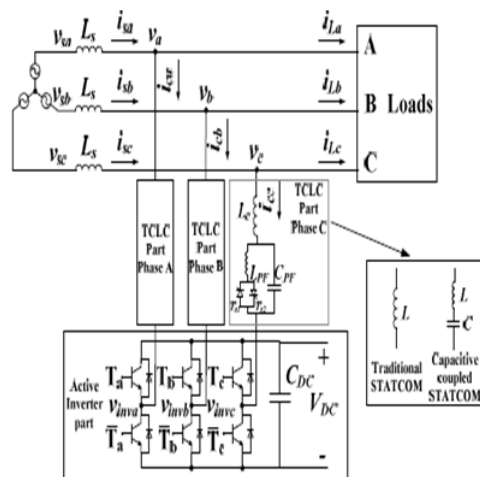 v_sa L_s i_sa v_a i_La A
i_ca
v_sb L_s i_sb v_b i_Lb B Loads
i_cb
v_sc L_s i_sc v_c i_Lc C
i_cc
TCLC Part Phase A
TCLC Part Phase B
TCLC Part Phase C
L_c
L_PF C_PF
L
Traditional STATCOM
L
C
Capacitive coupled STATCOM
Active Inverter part
T_a T_b T_c
v_inva v_invb v_invc
T̅_a T̅_b T̅_c
C_DC
+
V_DC
-